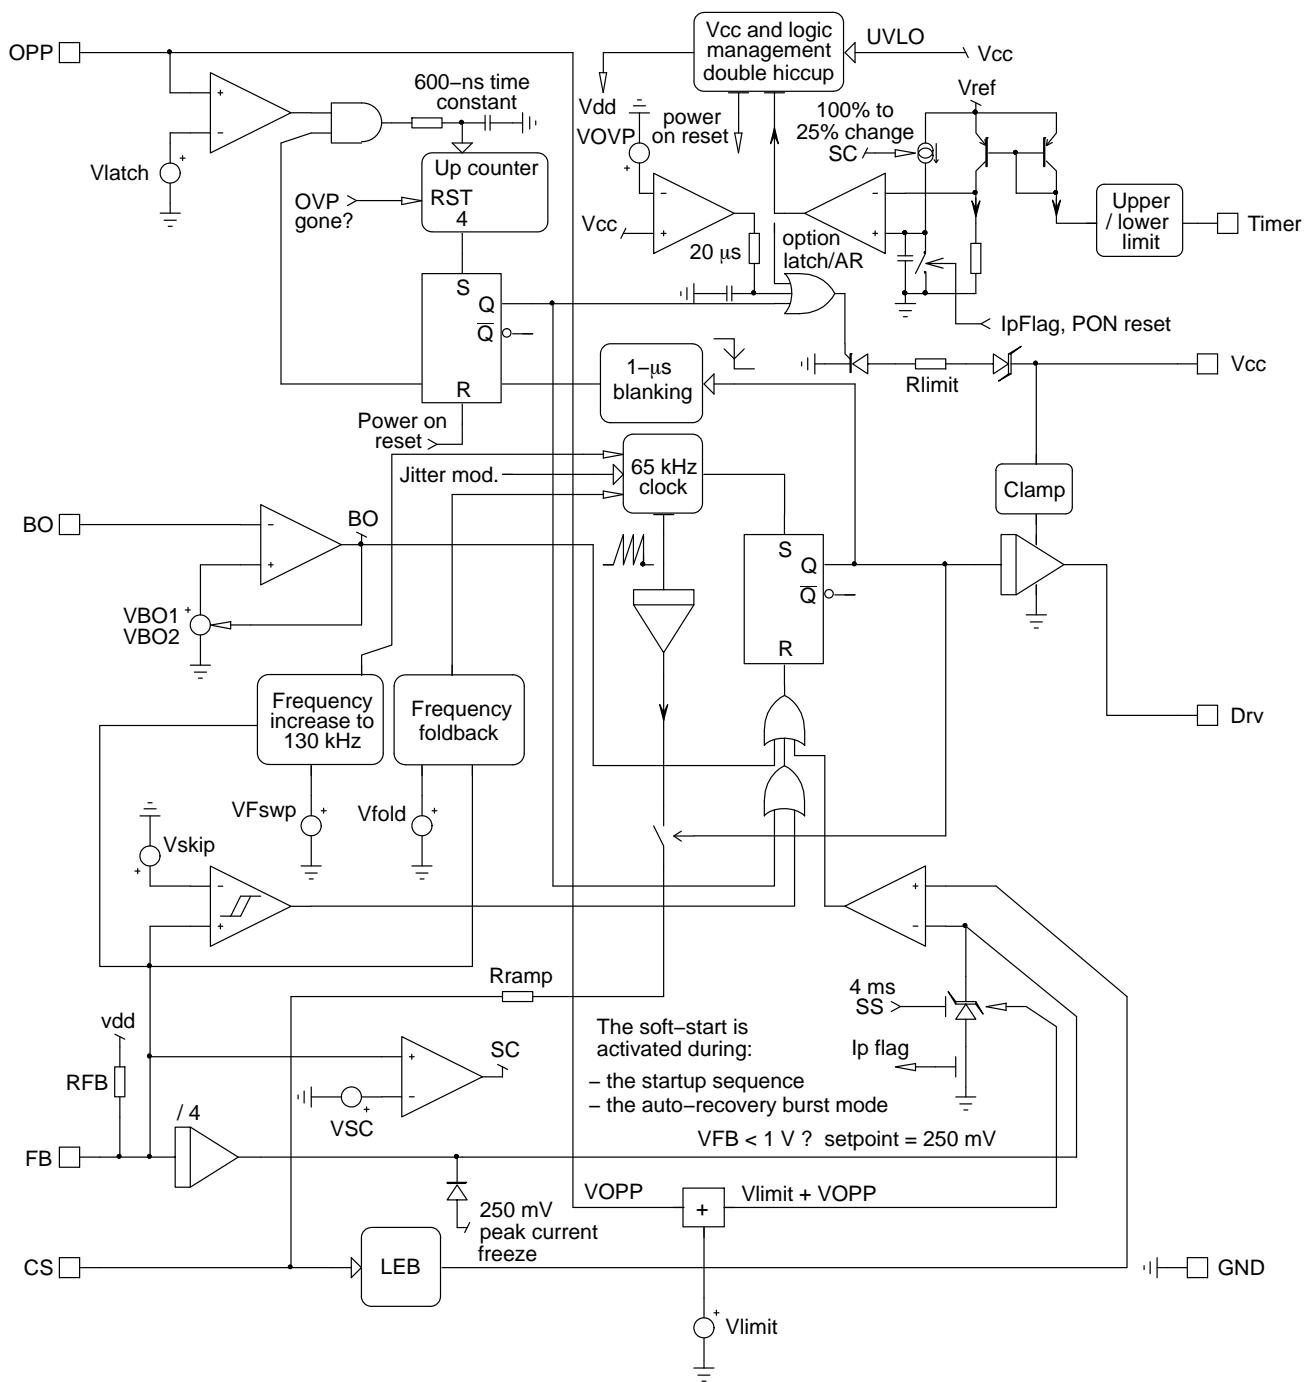 OPP
Vcc and logic
management
double hiccup
UVLO
Vcc
600–ns time
constant
Vdd
VOVP
power
on reset
100% to
25% change
SC
Vref
Vlatch
Up counter
RST
4
OVP
gone?
Vcc
20 μs
option
latch/AR
Upper
/ lower
limit
Timer
S
Q
Q
R
IpFlag, PON reset
1–μs
blanking
Rlimit
Vcc
Power on
reset
Jitter mod.
65 kHz
clock
Clamp
BO
BO
S
Q
Q
R
VBO1
VBO2
Frequency
increase to
130 kHz
Frequency
foldback
Drv
VFswp
Vfold
Vskip
Rramp
4 ms
SS
vdd
The soft–start is
activated during:
– the startup sequence
– the auto–recovery burst mode
Ip flag
SC
RFB
VSC
/ 4
VFB < 1 V ? setpoint = 250 mV
FB
VOPP
+
Vlimit + VOPP
250 mV
peak current
freeze
CS
LEB
GND
Vlimit